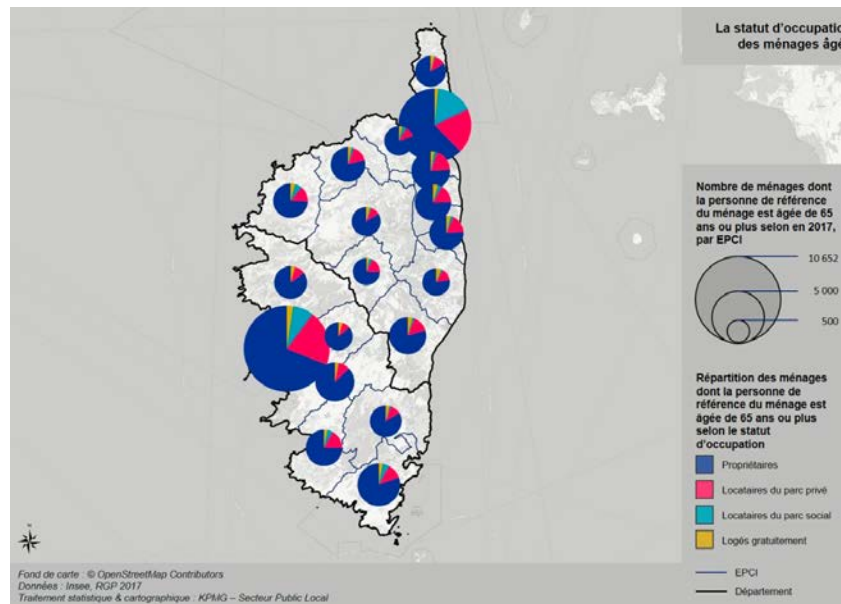 La statut d'occupatio
des ménages âgé
Nombre de ménages dont
la personne de référence
du ménage est âgée de 65
ans ou plus selon en 2017,
par EPCI
10 652
5 000
500
Répartition des ménages
dont la personne de
référence du ménage est
âgée de 65 ans ou plus
selon le statut
d'occupation
Propriétaires
Locataires du parc privé
Locataires du parc social
Logés gratuitement
EPCI
Département
Fond de carte : © OpenStreetMap Contributors
Données : Insee, RGP 2017
Traitement statistique & cartographique : KPMG – Secteur Public Local